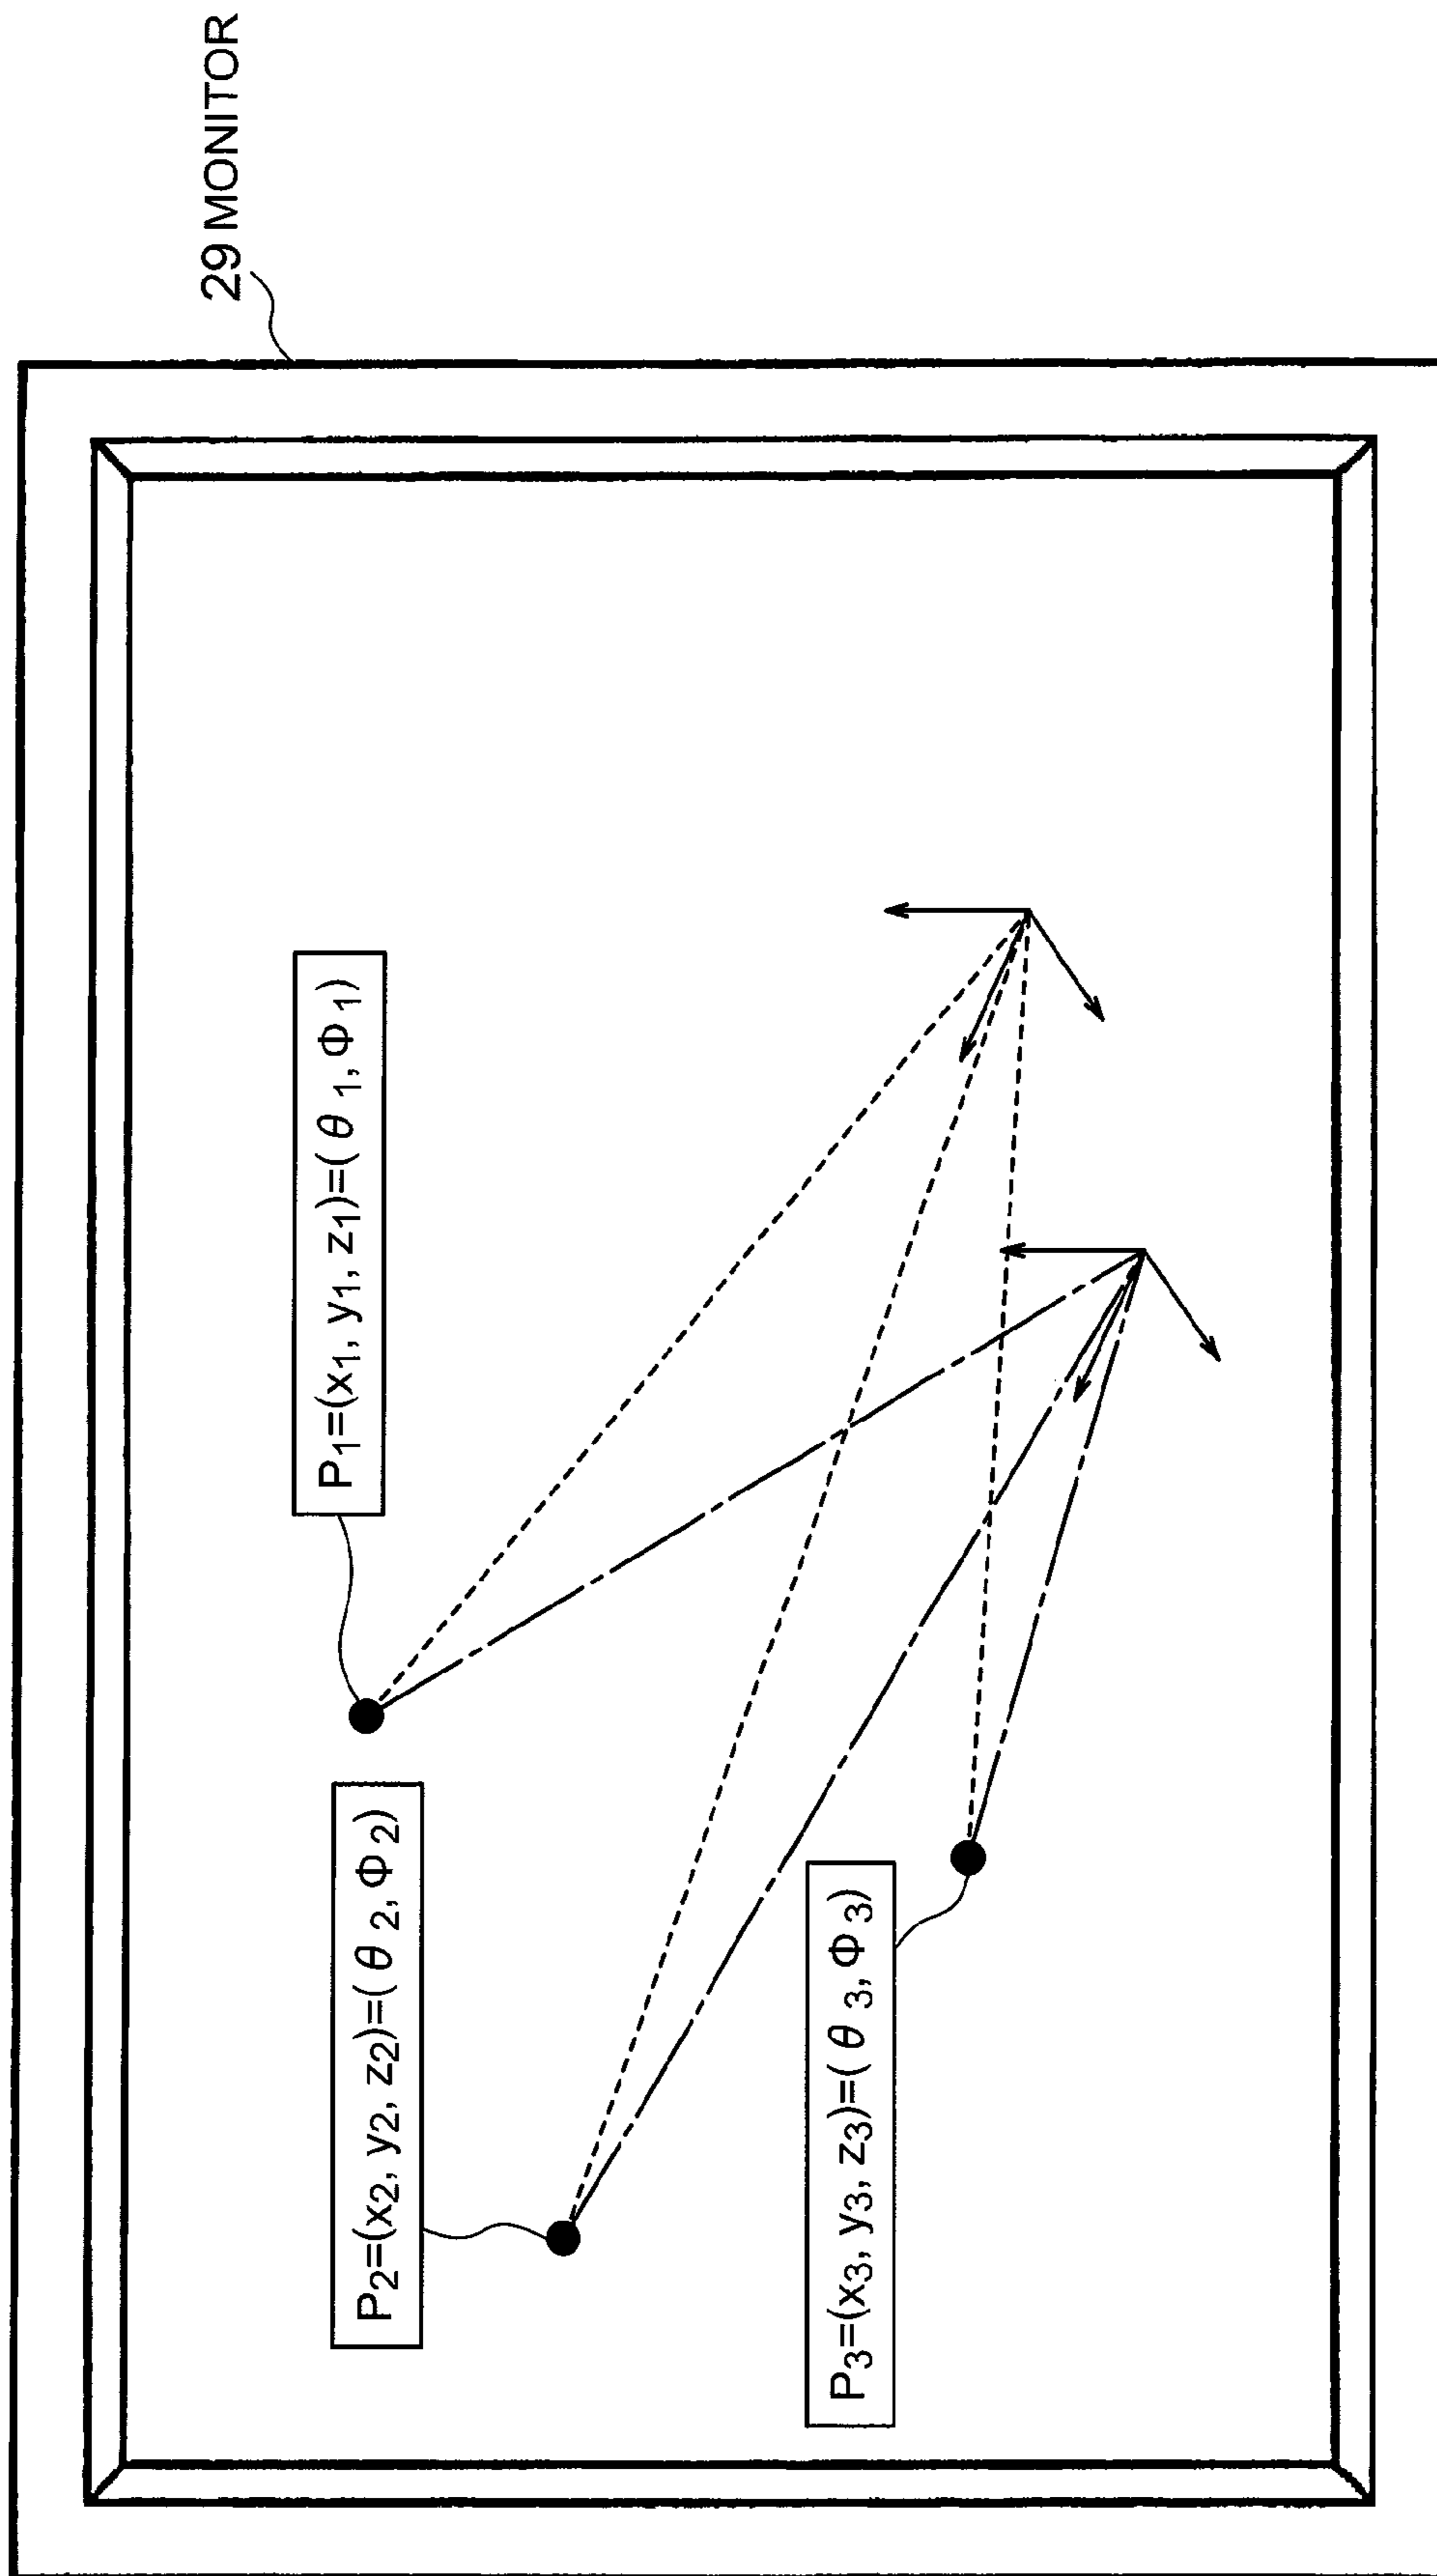 29 MONITOR
P1=(x1, y1, z1)=(θ1, Φ1)
P2=(x2, y2, z2)=(θ2, Φ2)
P3=(x3, y3, z3)=(θ3, Φ3)